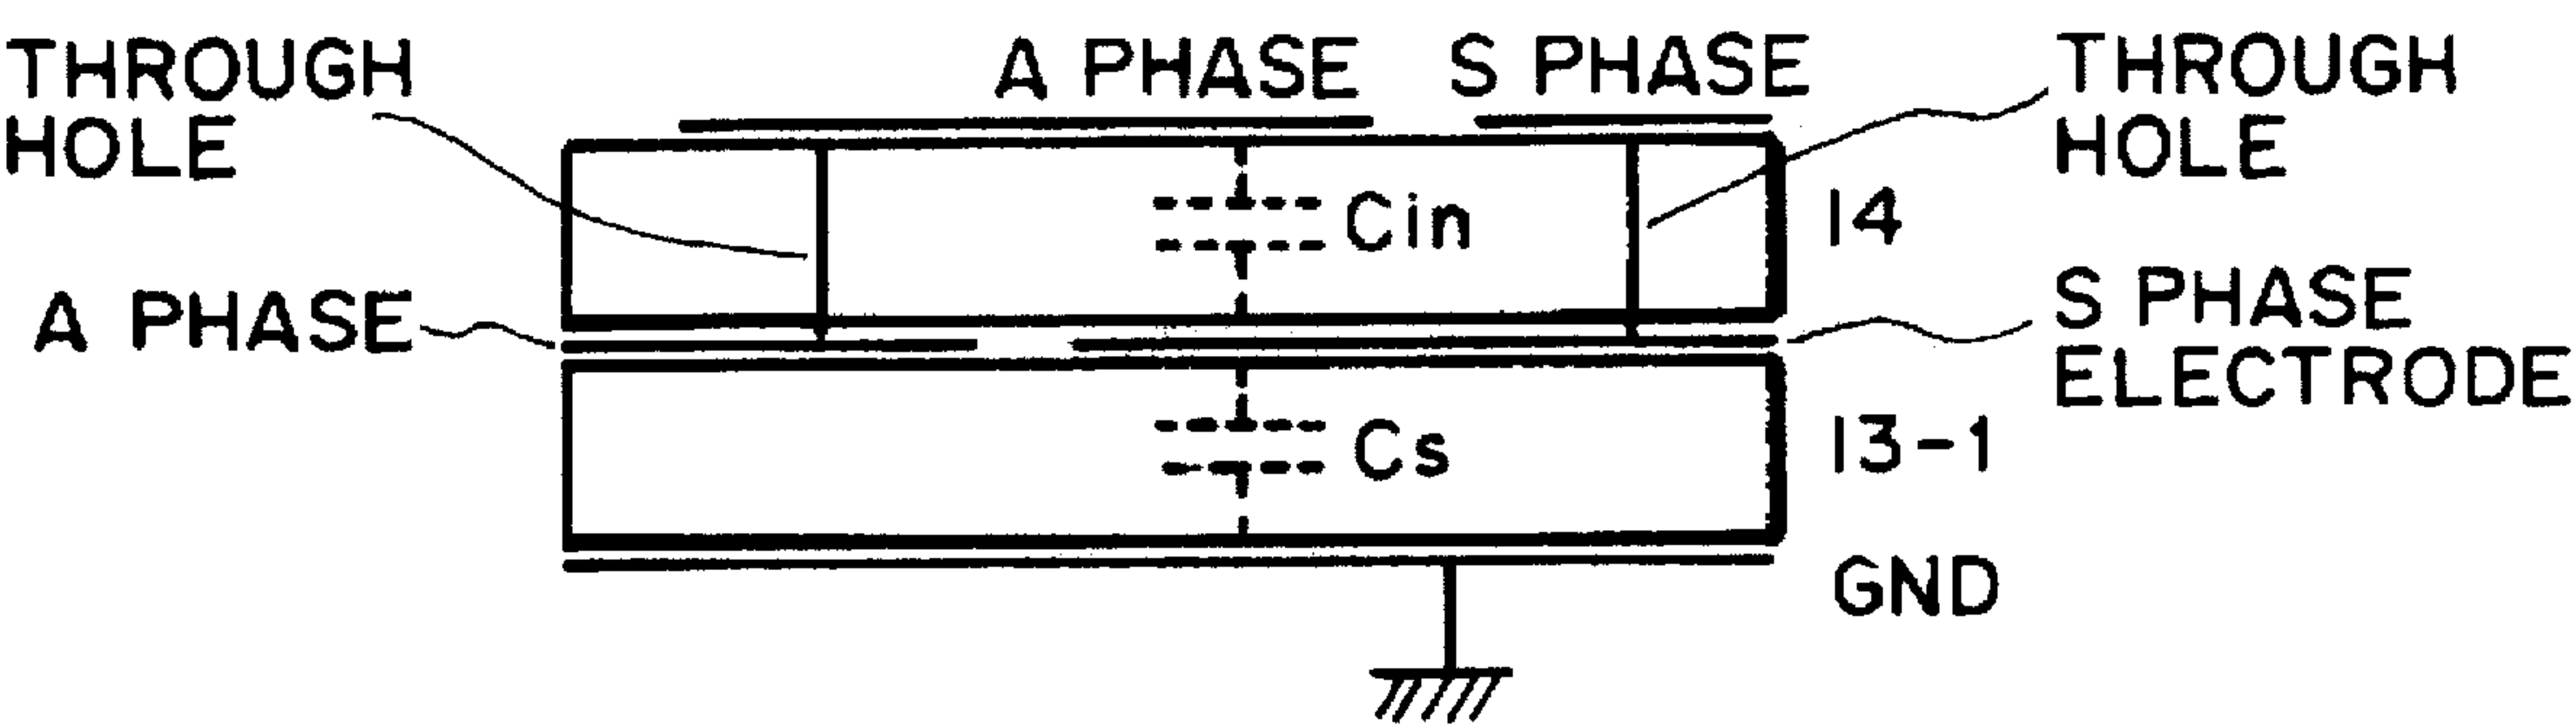 THROUGH
HOLE
A PHASE
S PHASE
THROUGH
HOLE
Cin
14
A PHASE
S PHASE
ELECTRODE
Cs
13-1
GND